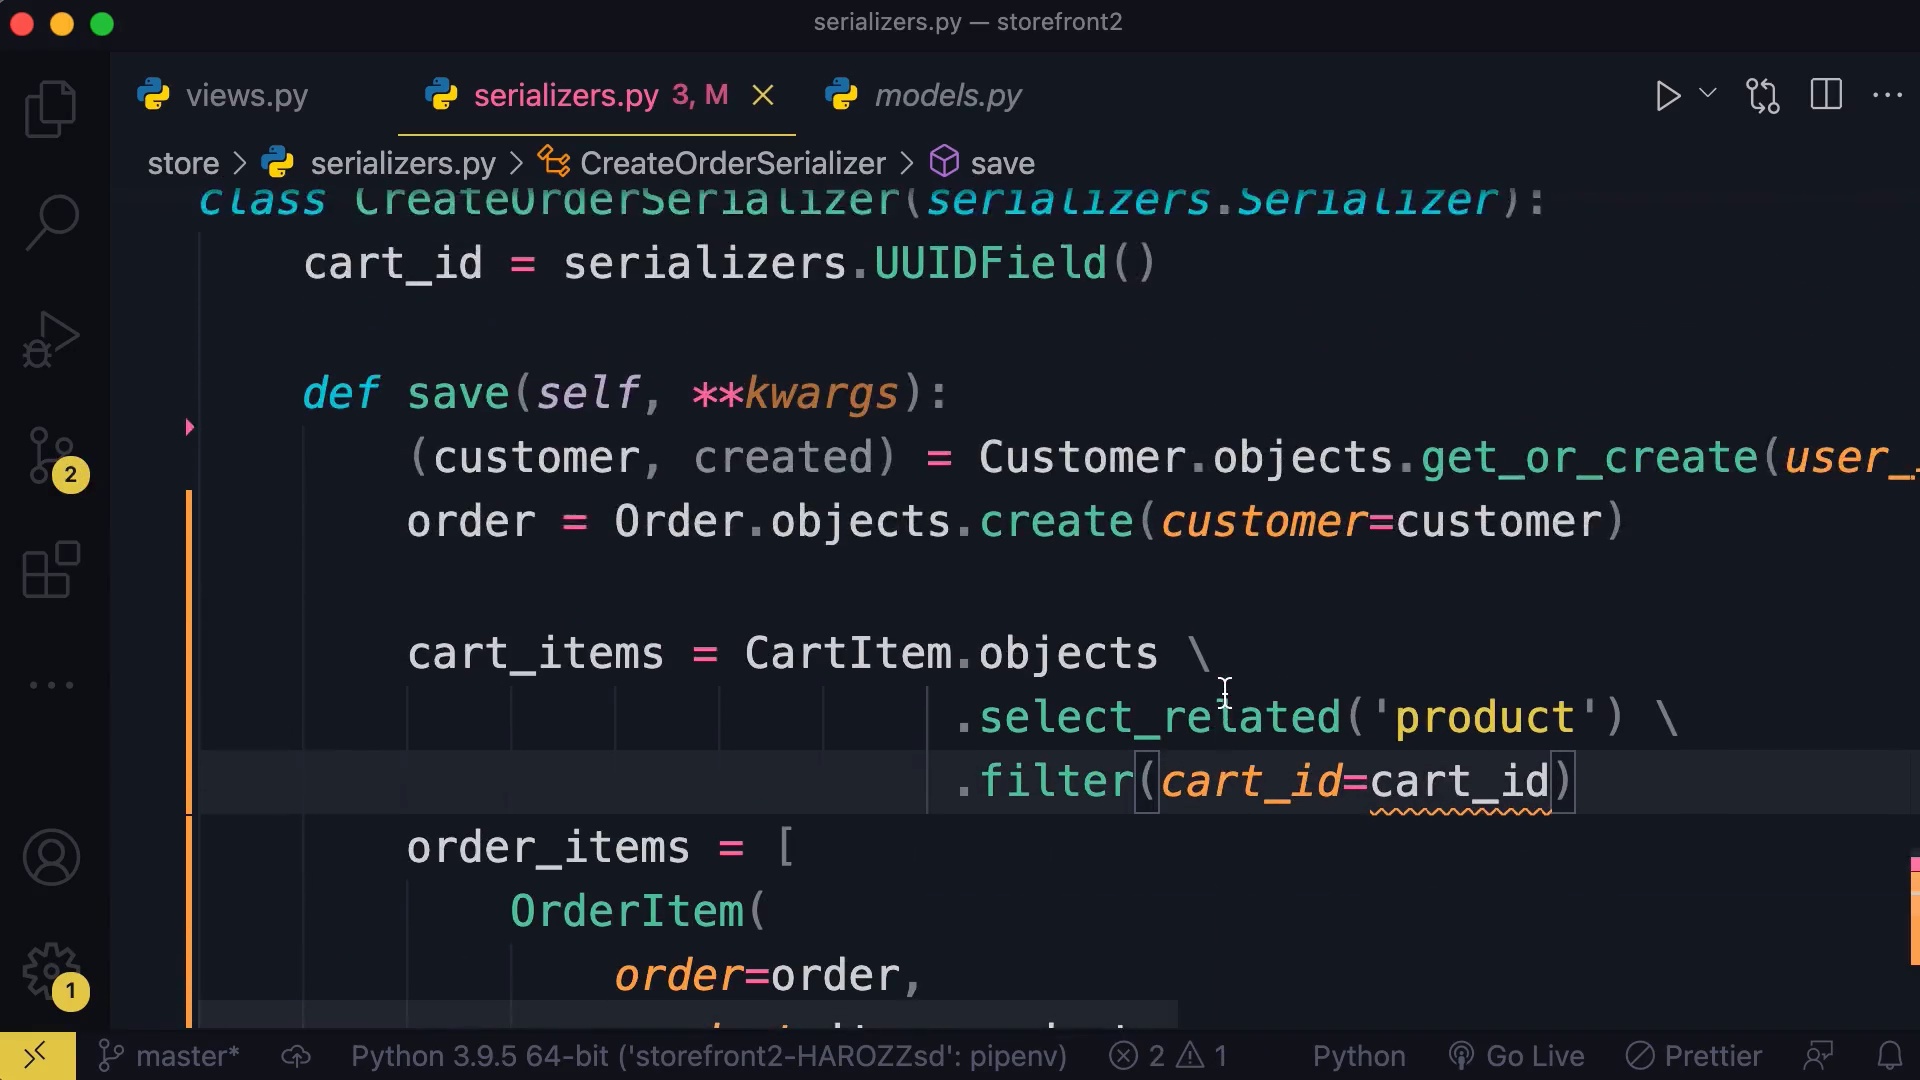 serializers.py — storefront2
views.py serializers.py 3, M models.py
store > serializers.py > CreateOrderSerializer > save
class CreateOrderSerializer(serializers.Serializer):
cart_id = serializers.UUIDField()
def save(self, **kwargs):
(customer, created) = Customer.objects.get_or_create(user_
order = Order.objects.create(customer=customer)
cart_items = CartItem.objects \
.select_related('product') \
.filter(cart_id=cart_id)
order_items = [
OrderItem(
order=order,
2
1
master* Python 3.9.5 64-bit ('storefront2-HAROZZsd': pipenv) 2 1 Python Go Live Prettier